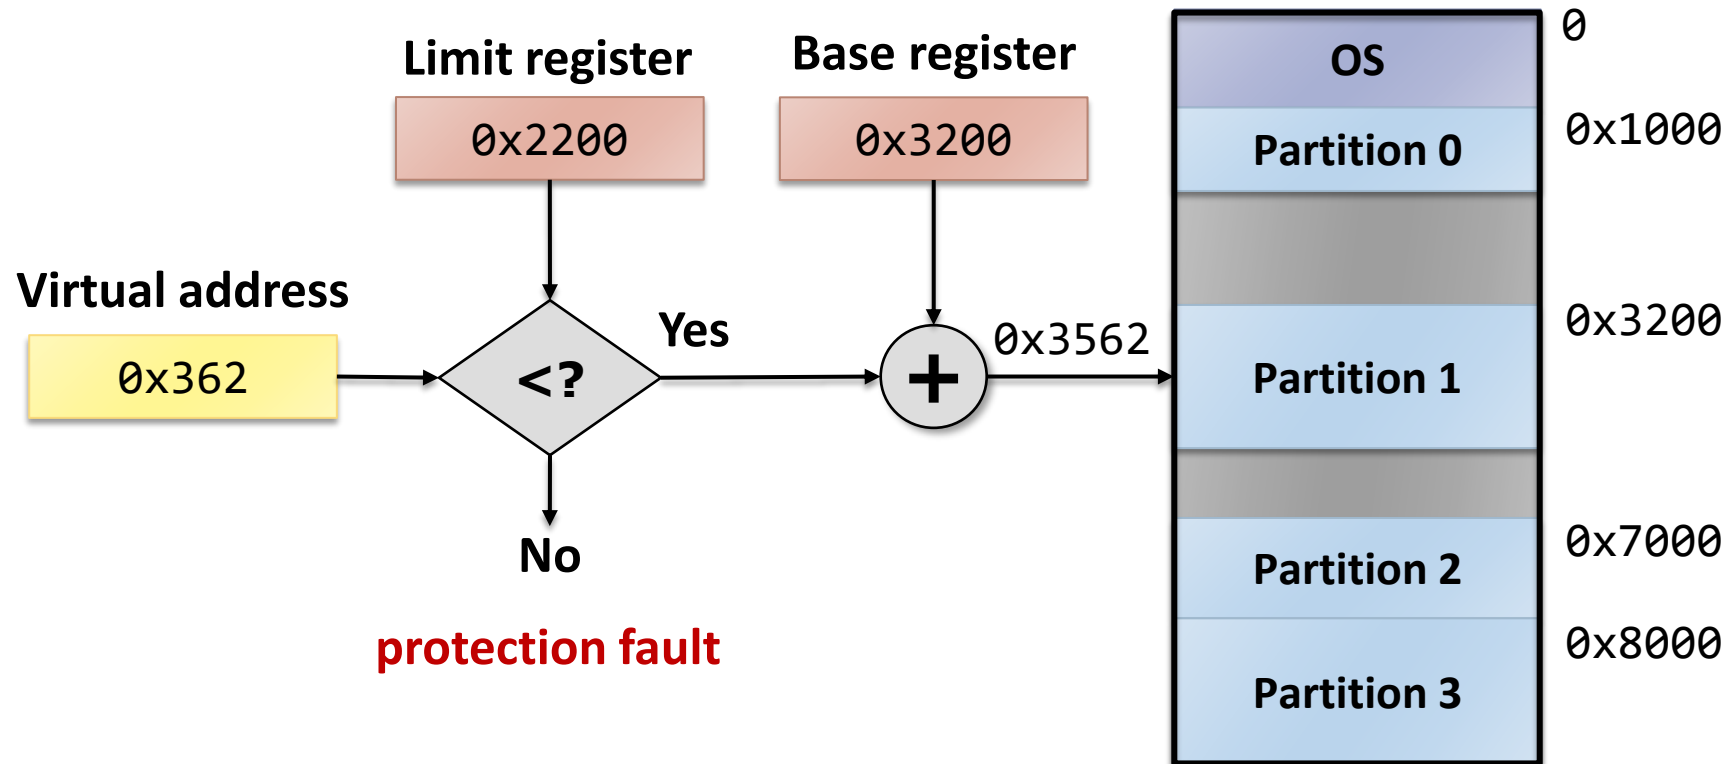 Limit register
0x2200
Base register
0x3200
Virtual address
0x362
<?
Yes
No
protection fault
+
0x3562
OS
Partition 0
Partition 1
Partition 2
Partition 3
0
0x1000
0x3200
0x7000
0x8000